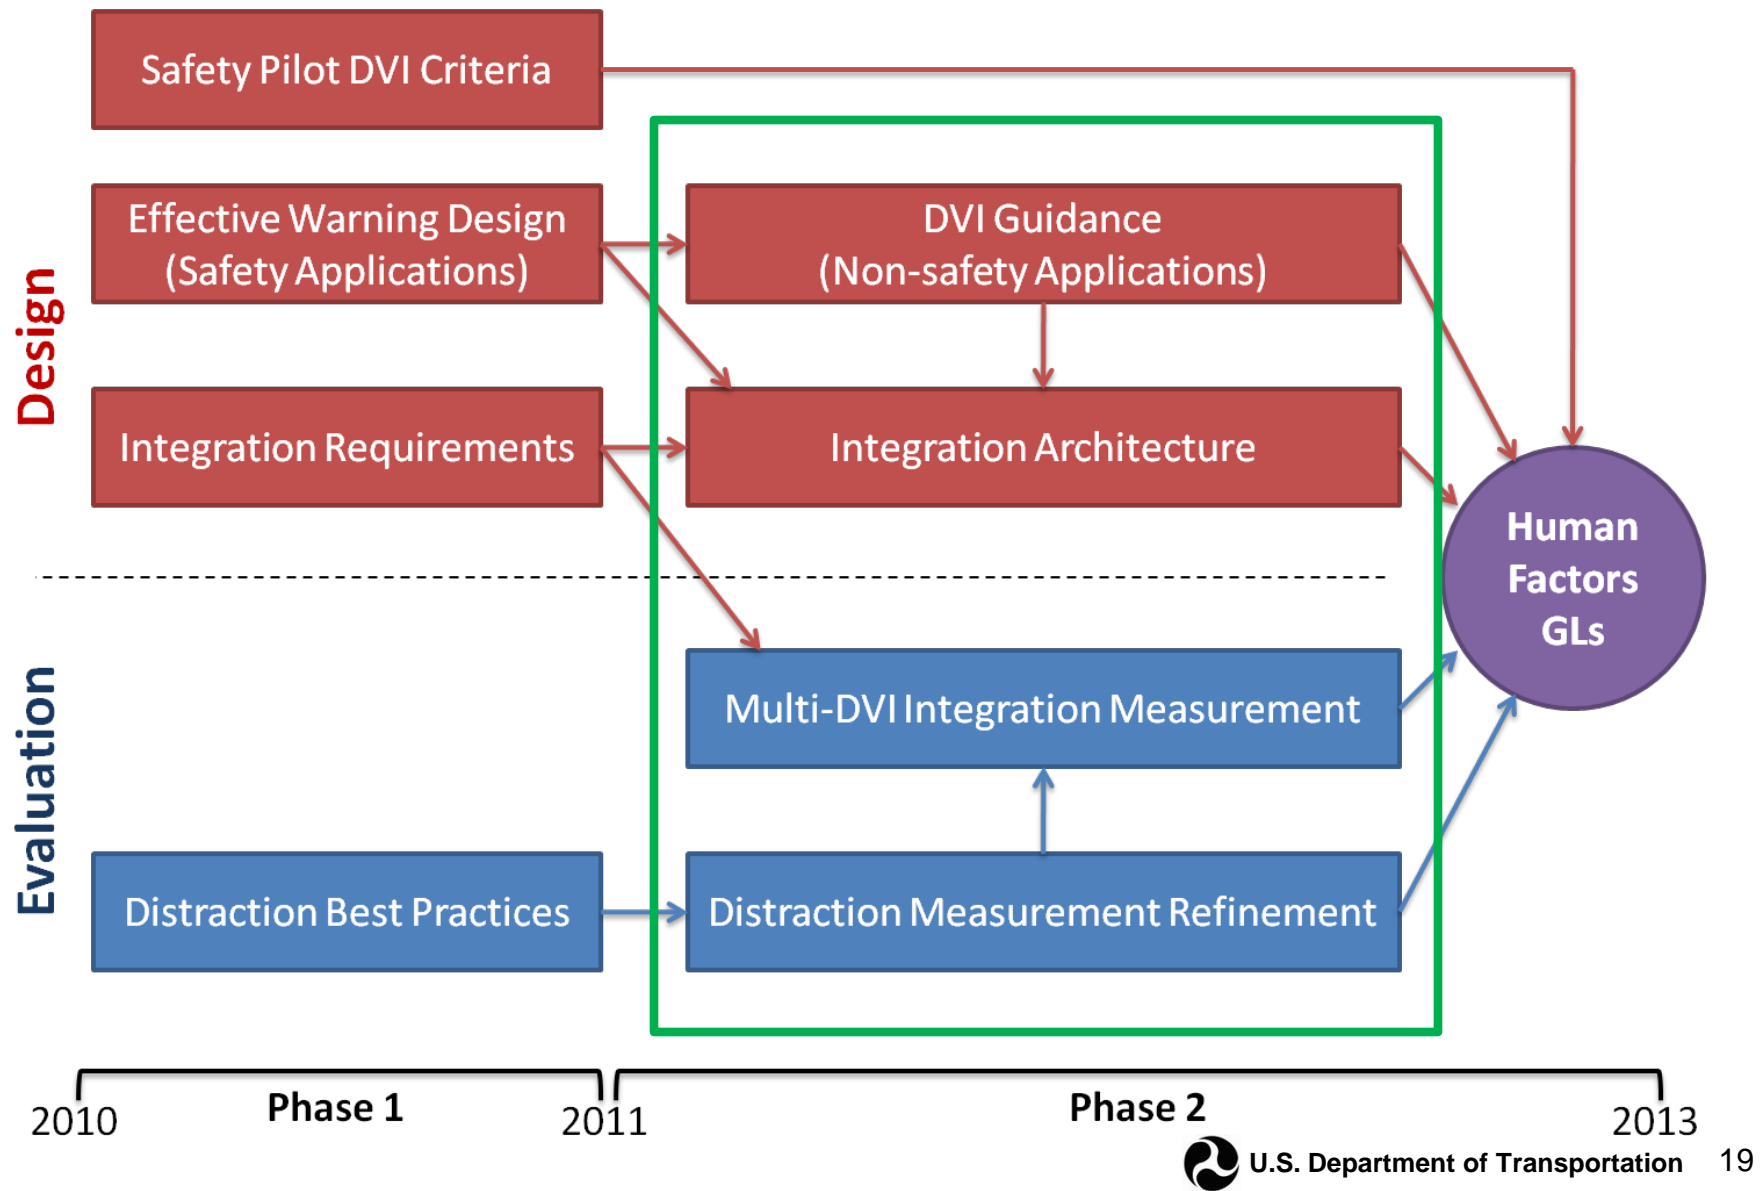 Safety Pilot DVI Criteria
Effective Warning Design
(Safety Applications)
DVI Guidance
(Non-safety Applications)
Design
Integration Requirements
Integration Architecture
Human
Factors
GLs
Evaluation
Multi-DVI Integration Measurement
Distraction Best Practices
Distraction Measurement Refinement
Phase 1
Phase 2
2010
2011
2013
U.S. Department of Transportation
19